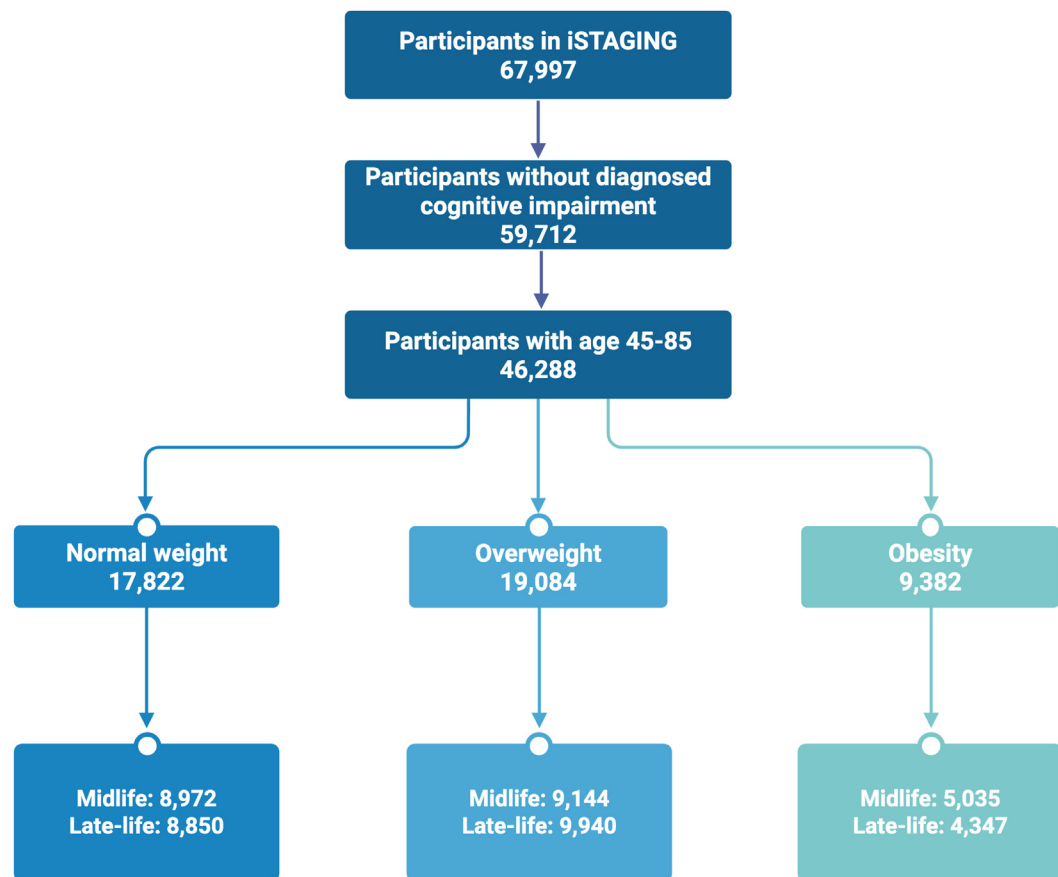 Participants in iSTAGING
67,997
Participants without diagnosed
cognitive impairment
59,712
Participants with age 45-85
46,288
Normal weight
17,822
Overweight
19,084
Obesity
9,382
Midlife: 8,972
Late-life: 8,850
Midlife: 9,144
Late-life: 9,940
Midlife: 5,035
Late-life: 4,347